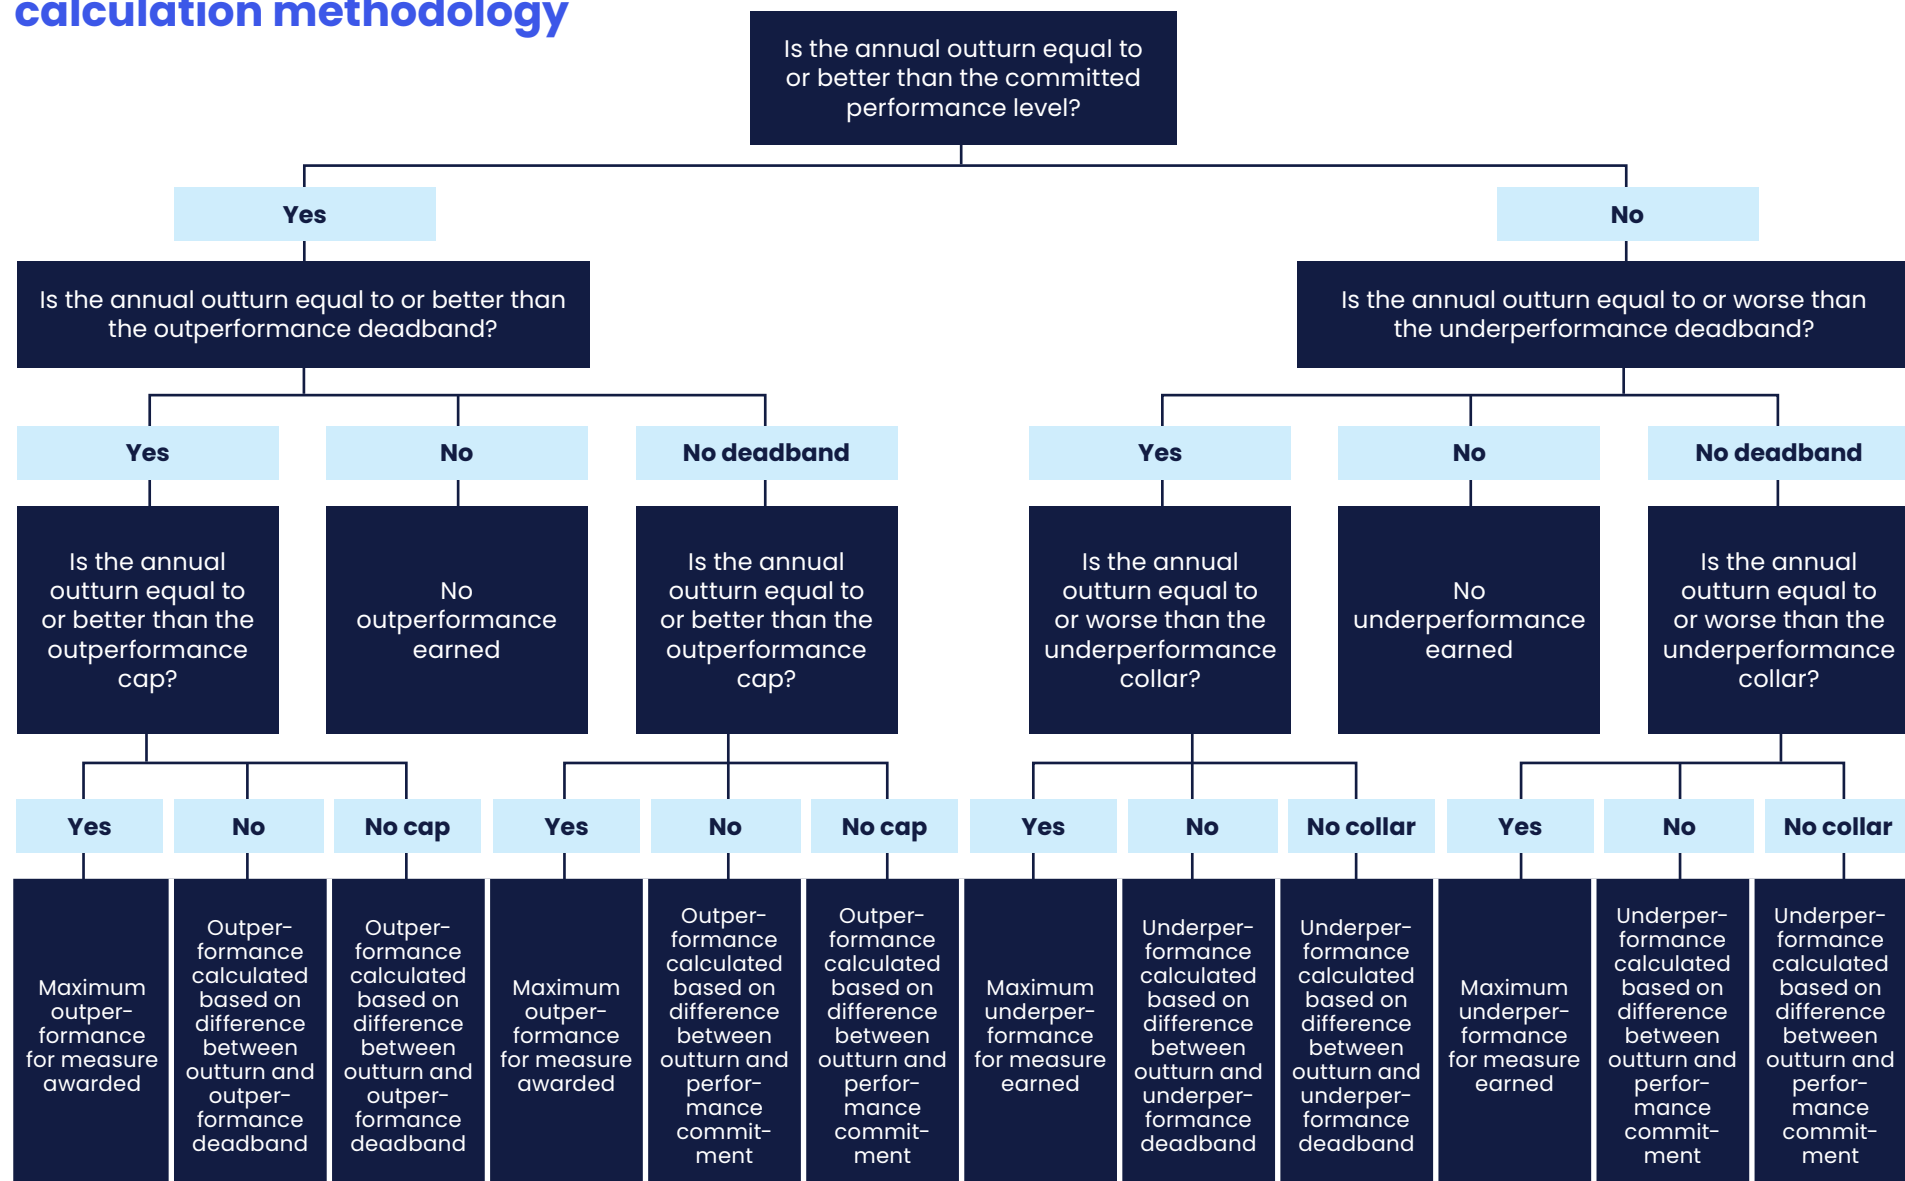 calculation methodology
Is the annual outturn equal to
or better than the committed
performance level?
Yes
No
Is the annual outturn equal to or better than
the outperformance deadband?
Is the annual outturn equal to or worse than
the underperformance deadband?
Yes
No
No deadband
Yes
No
No deadband
Is the annual
outturn equal to
or better than the
outperformance
cap?
No
outperformance
earned
Is the annual
outturn equal to
or better than the
outperformance
cap?
Is the annual
outturn equal to
or worse than the
underperformance
collar?
No
underperformance
earned
Is the annual
outturn equal to
or worse than the
underperformance
collar?
Yes
No
No cap
Yes
No
No cap
Yes
No
No collar
Yes
No
No collar
Maximum
outper-
formance
for measure
awarded
Outper-
formance
calculated
based on
difference
between
outturn and
outper-
formance
deadband
Outper-
formance
calculated
based on
difference
between
outturn and
outper-
formance
deadband
Maximum
outper-
formance
for measure
awarded
Outper-
formance
calculated
based on
difference
between
outturn and
perfor-
mance
commit-
ment
Outper-
formance
calculated
based on
difference
between
outturn and
perfor-
mance
commit-
ment
Maximum
underper-
formance
for measure
earned
Underper-
formance
calculated
based on
difference
between
outturn and
underper-
formance
deadband
Underper-
formance
calculated
based on
difference
between
outturn and
underper-
formance
deadband
Maximum
underper-
formance
for measure
earned
Underper-
formance
calculated
based on
difference
between
outturn and
perfor-
mance
commit-
ment
Underper-
formance
calculated
based on
difference
between
outturn and
perfor-
mance
commit-
ment